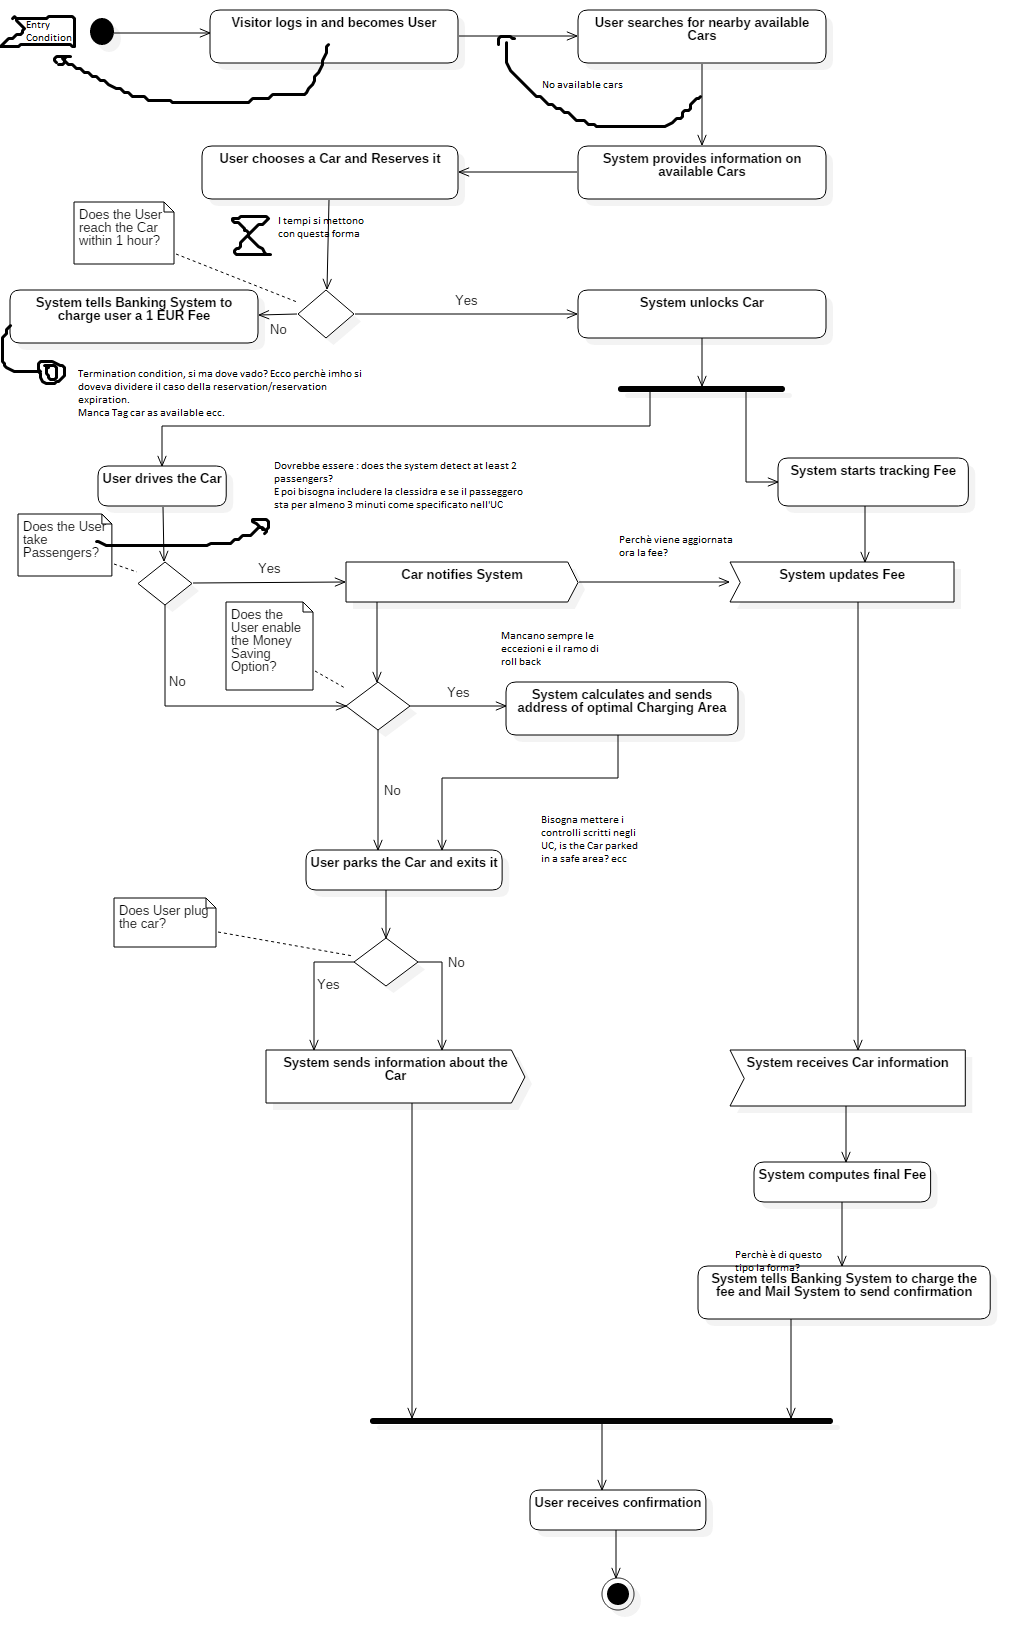 Entry
Condition
Visitor logs in and becomes User
User searches for nearby available
Cars
No available cars
User chooses a Car and Reserves it
System provides information on
available Cars
Does the User
reach the Car
within 1 hour?
I tempi si mettono
con questa forma
System tells Banking System to
charge user a 1 EUR Fee
No
Yes
System unlocks Car
Termination condition, si ma dove vado? Ecco perchè imho si
doveva dividere il caso della reservation/reservation
expiration.
Manca Tag car as available ecc.
User drives the Car
Dovrebbe essere : does the system detect at least 2
passengers?
E poi bisogna includere la clessidra e se il passeggero
sta per almeno 3 minuti come specificato nell'UC
System starts tracking Fee
Does the User
take
Passengers?
Perchè viene aggiornata
ora la fee?
Yes
Car notifies System
System updates Fee
Does the
User enable
the Money
Saving
Option?
Mancano sempre le
eccezioni e il ramo di
roll back
No
Yes
System calculates and sends
address of optimal Charging Area
No
Bisogna mettere i
controlli scritti negli
UC, is the Car parked
in a safe area? ecc
User parks the Car and exits it
Does User plug
the car?
Yes
No
System sends information about the
Car
System receives Car information
System computes final Fee
Perchè è di questo
tipo la forma?
System tells Banking System to charge the
fee and Mail System to send confirmation
User receives confirmation